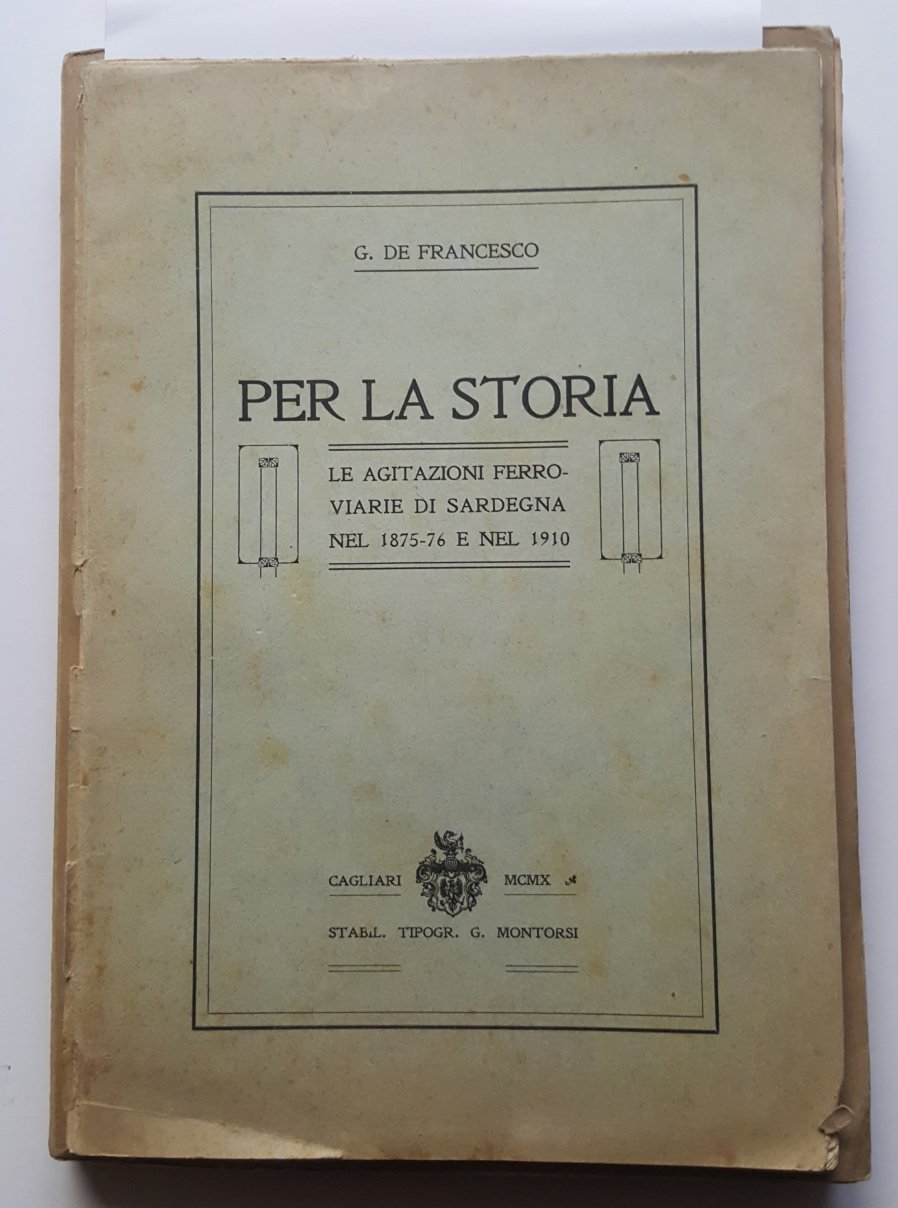 G. DE FRANCESCO
PER LA STORIA
LE AGITAZIONI FERRO-
VIARIE DI SARDEGNA
NEL 1875-76 E NEL 1910
CAGLIARI MCMX
STABIL. TIPOGR. G. MONTORSI